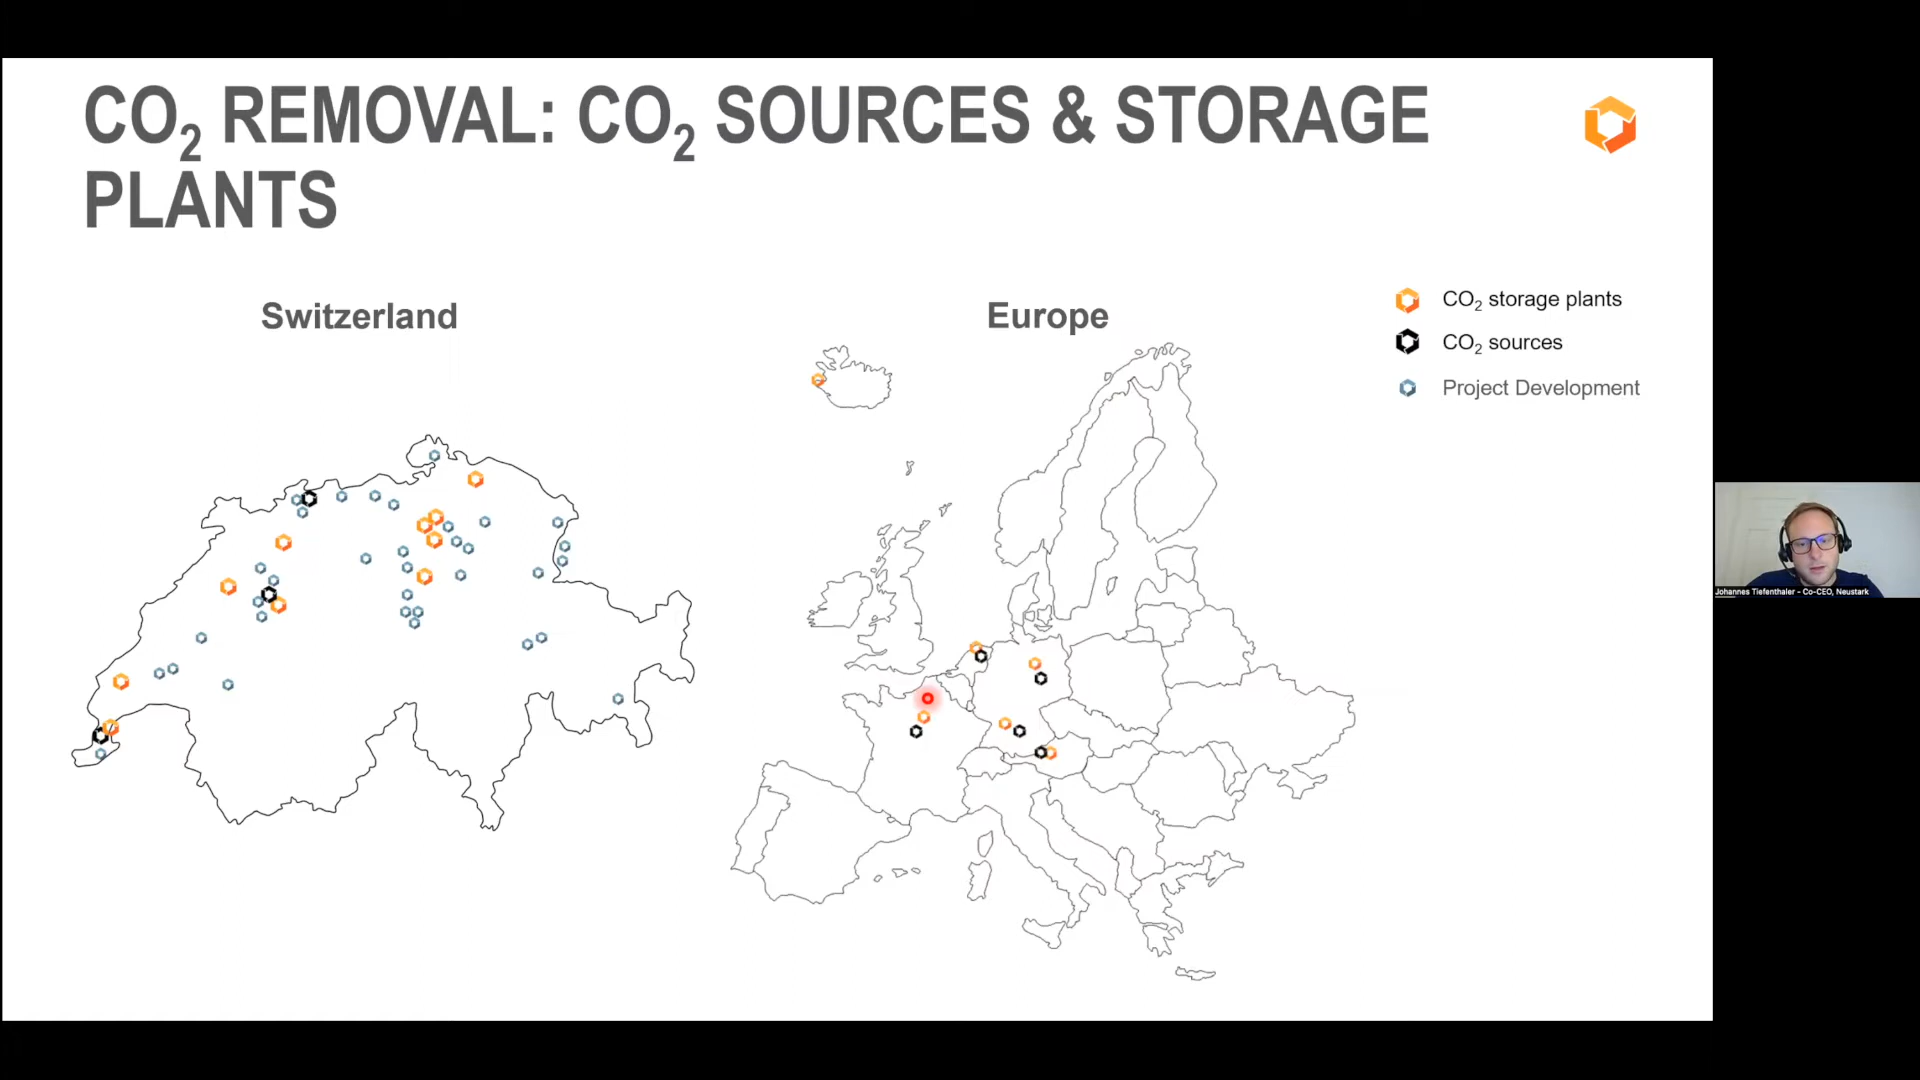 CO₂ REMOVAL: CO₂ SOURCES & STORAGE
PLANTS
Switzerland
Europe
CO₂ storage plants
CO₂ sources
Project Development
Johannes Tiefenthaler - Co-CEO, Neustark